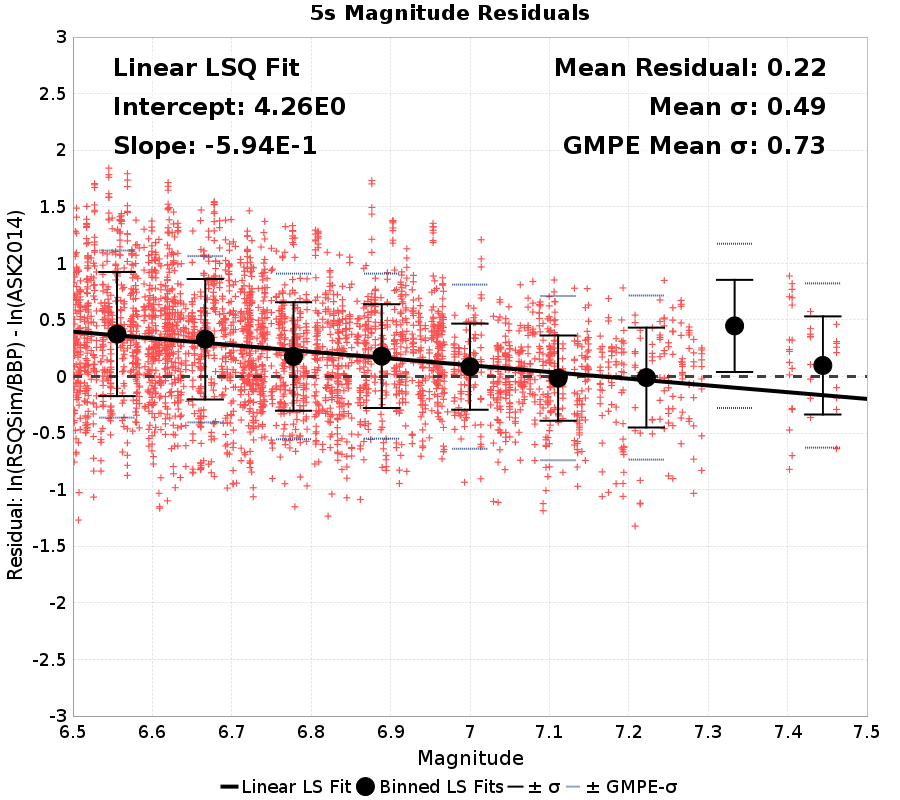 5s Magnitude Residuals
Linear LSQ Fit
Intercept: 4.26E0
Slope: -5.94E-1
Mean Residual: 0.22
Mean σ: 0.49
GMPE Mean σ: 0.73
Residual: ln(RSQSim/BBP) - ln(ASK2014)
3
2.5
2
1.5
1
0.5
0
-0.5
-1
-1.5
-2
-2.5
-3
6.5 6.6 6.7 6.8 6.9 7 7.1 7.2 7.3 7.4 7.5
Magnitude
Linear LS Fit Binned LS Fits ± σ ± GMPE-σ